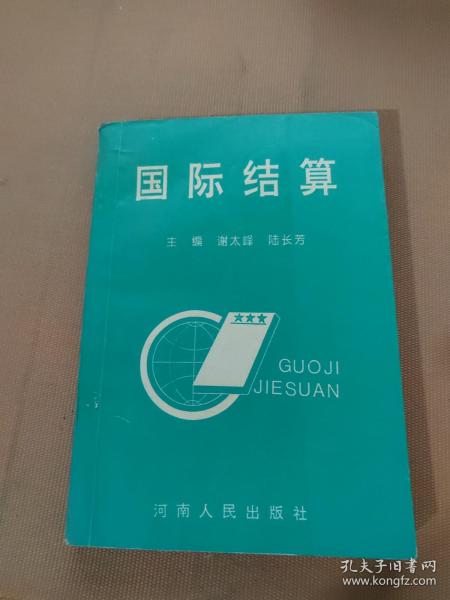 国际结算
主 编 谢太峰 陆长芳
★★★
GUOJI
JIESUAN
河南人民出版社
孔夫子旧书网
www.kongfz.com